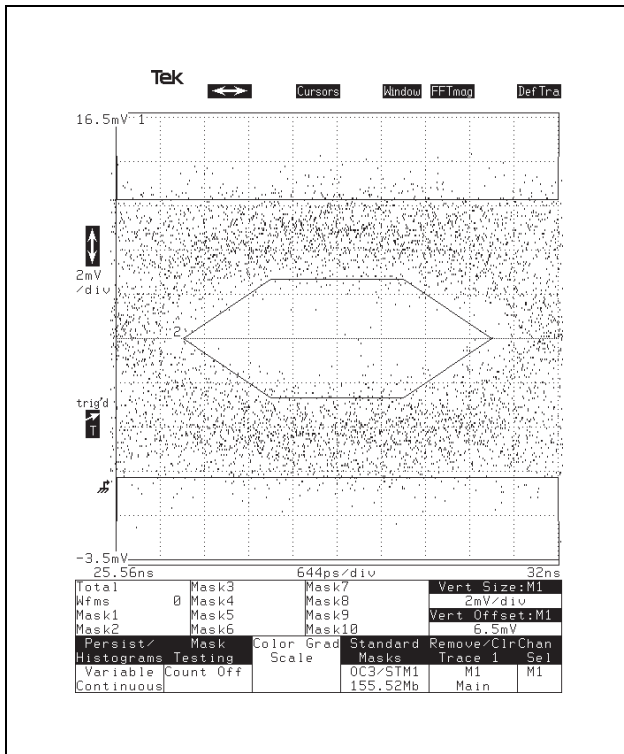 Tek
Cursors Window FFTmag DefTra
16.5mV 1
2mV
/div
2
trig'd
T
-3.5mV
25.56ns 644ps/div 32ns
Total Mask3 Mask7 Vert Size:M1
Wfms 0 Mask4 Mask8 2mV/div
Mask1 Mask5 Mask9 Vert Offset:M1
Mask2 Mask6 Mask10 6.5mV
Persist/ Mask Color Grad Standard Remove/Clr Chan
Histograms Testing Scale Masks Trace 1 Sel
Variable Count Off OC3/STM1 M1 M1
Continuous 155.52Mb Main